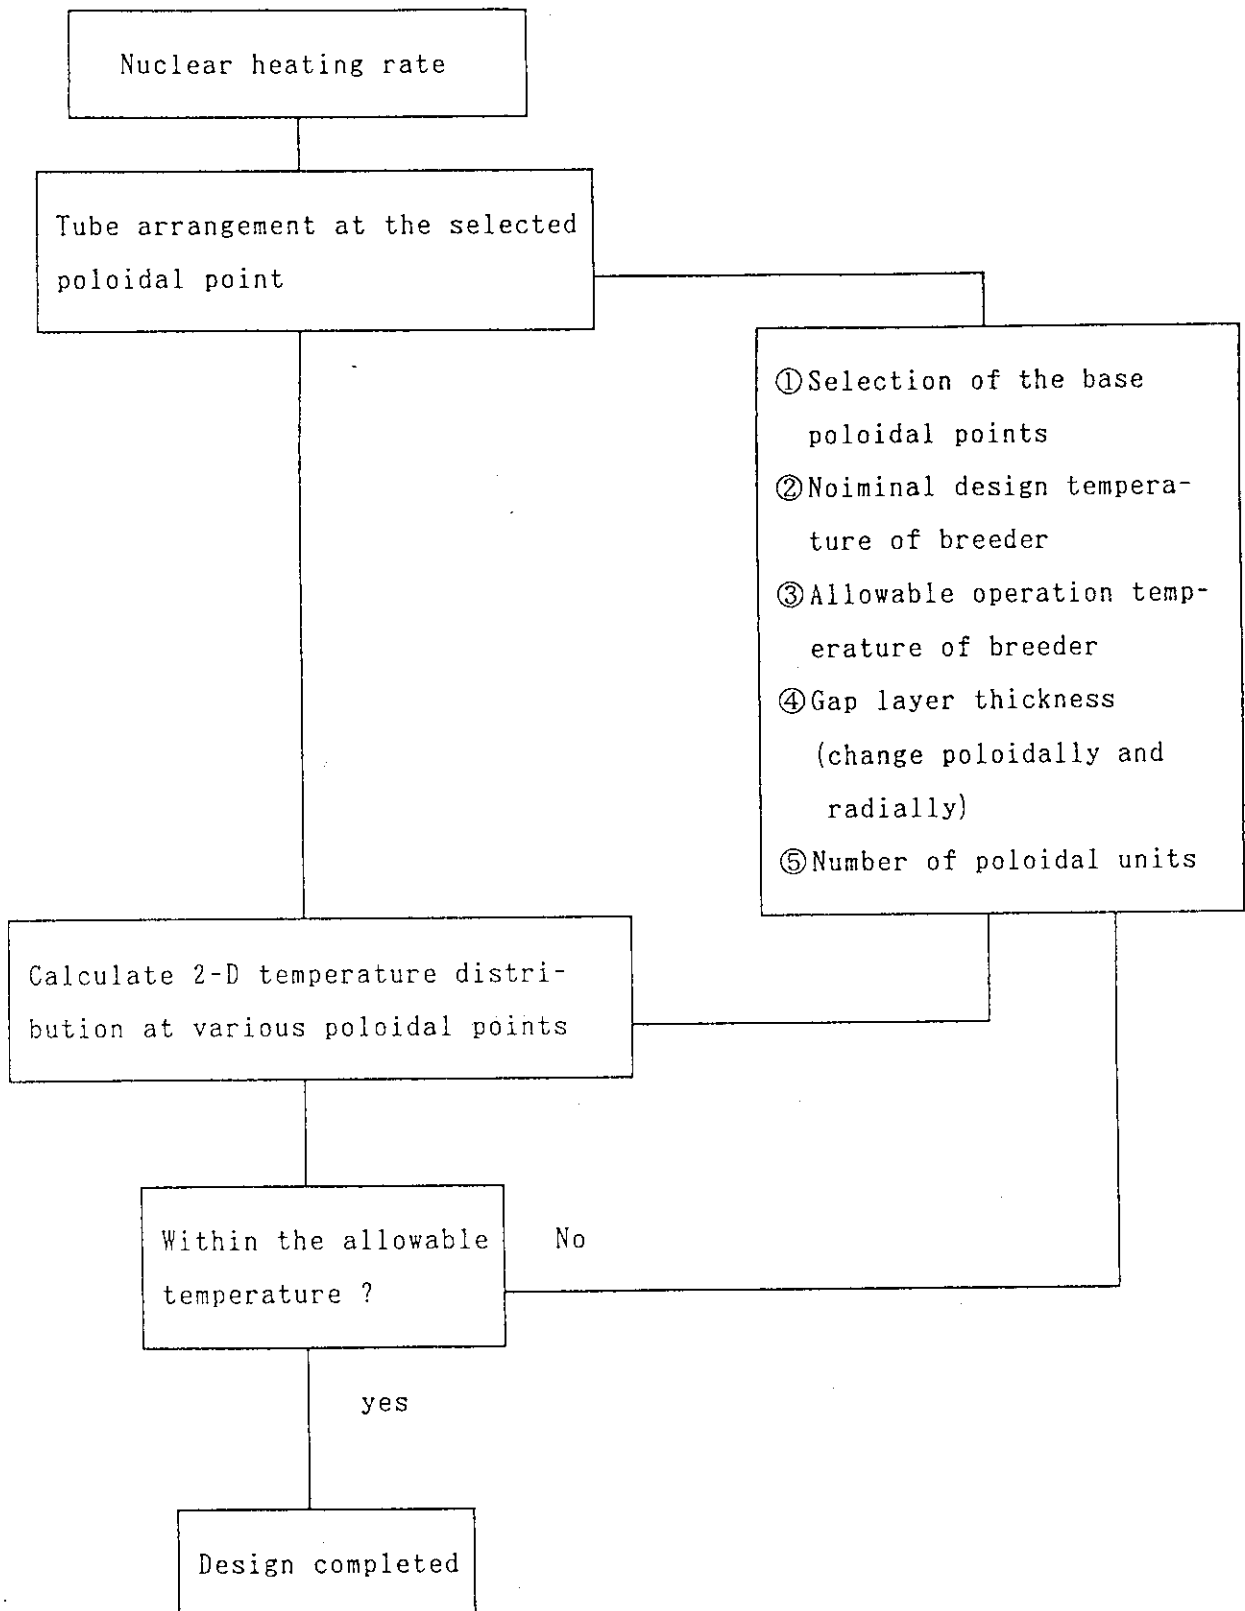 Nuclear heating rate
Tube arrangement at the selected
poloidal point
①Selection of the base
poloidal points
②Noiminal design tempera-
ture of breeder
③Allowable operation temp-
erature of breeder
④Gap layer thickness
(change poloidally and
radially)
⑤Number of poloidal units
Calculate 2-D temperature distri-
bution at various poloidal points
Within the allowable
temperature ?
No
yes
Design completed